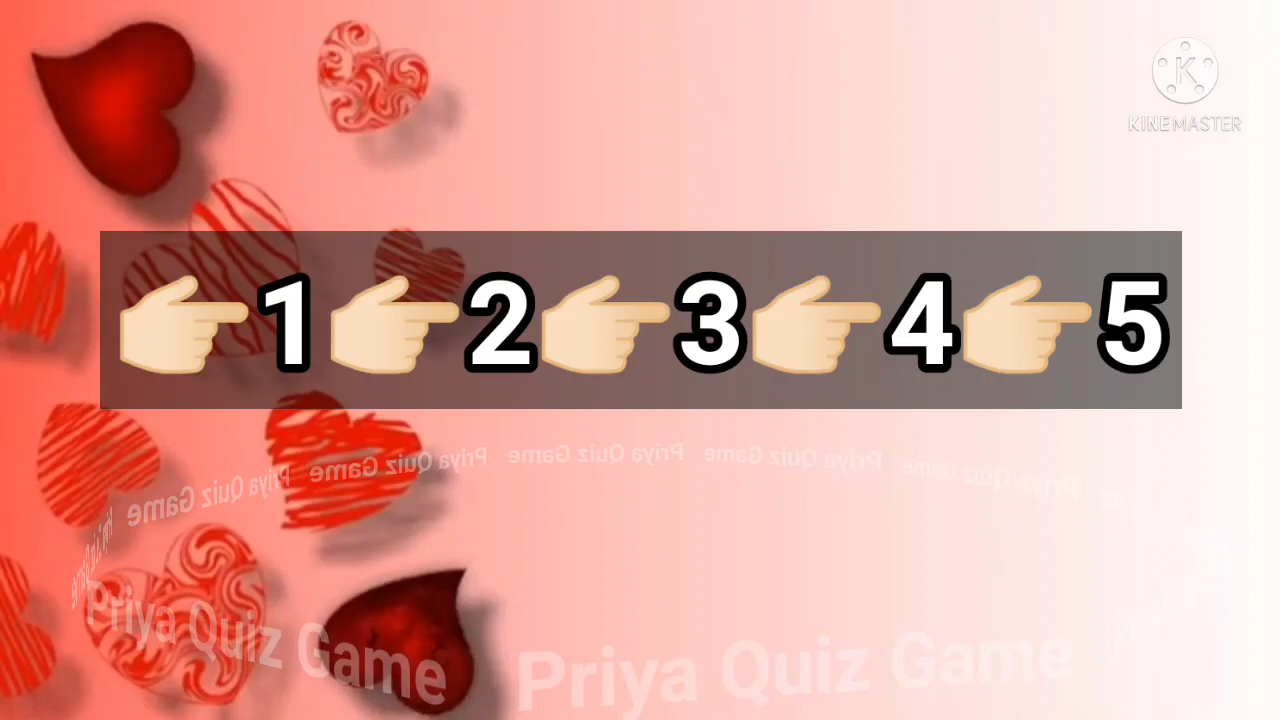 KINEMASTER
👉🏻1👉🏻2👉🏻3👉🏻4👉🏻5
Priya Quiz Game Priya Quiz Game Priya Quiz Game Priya Quiz Game Priya Quiz Game
Priya Quiz Game Priya Quiz Game